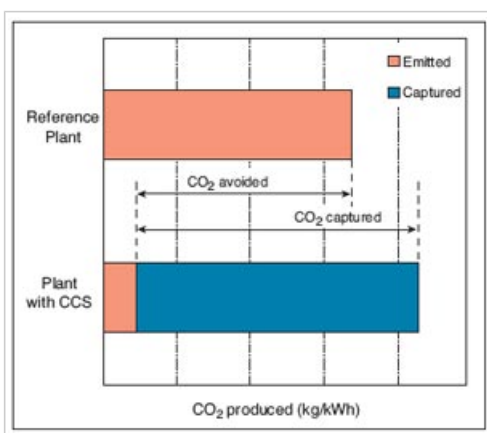 Emitted
Captured
Reference
Plant
CO₂ avoided
CO₂ captured
Plant
with CCS
CO₂ produced (kg/kWh)